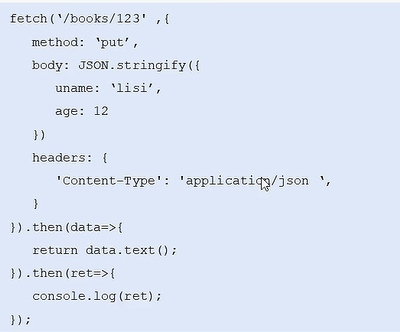 fetch(‘/books/123' ,{
method: ‘put’,
body: JSON.stringify({
uname: ‘lisi’,
age: 12
})
headers: {
'Content-Type': 'application/json ‘,
}
}).then(data=>{
return data.text();
}).then(ret=>{
console.log(ret);
});